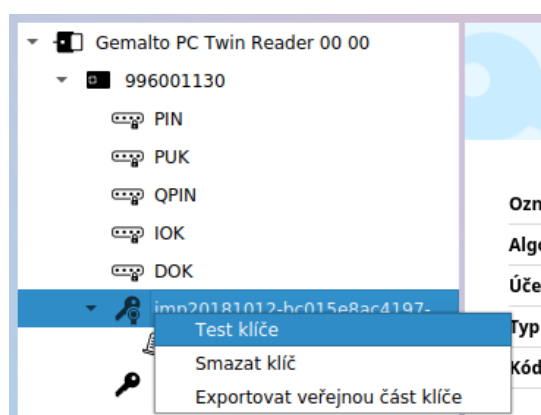 Gemalto PC Twin Reader 00 00
996001130
PIN
PUK
QPIN
IOK
DOK
imp20181012-bc015e8ac4197-
Test klíče
Smazat klíč
Exportovat veřejnou část klíče
Ozn
Algo
Úče
Typ
Kód